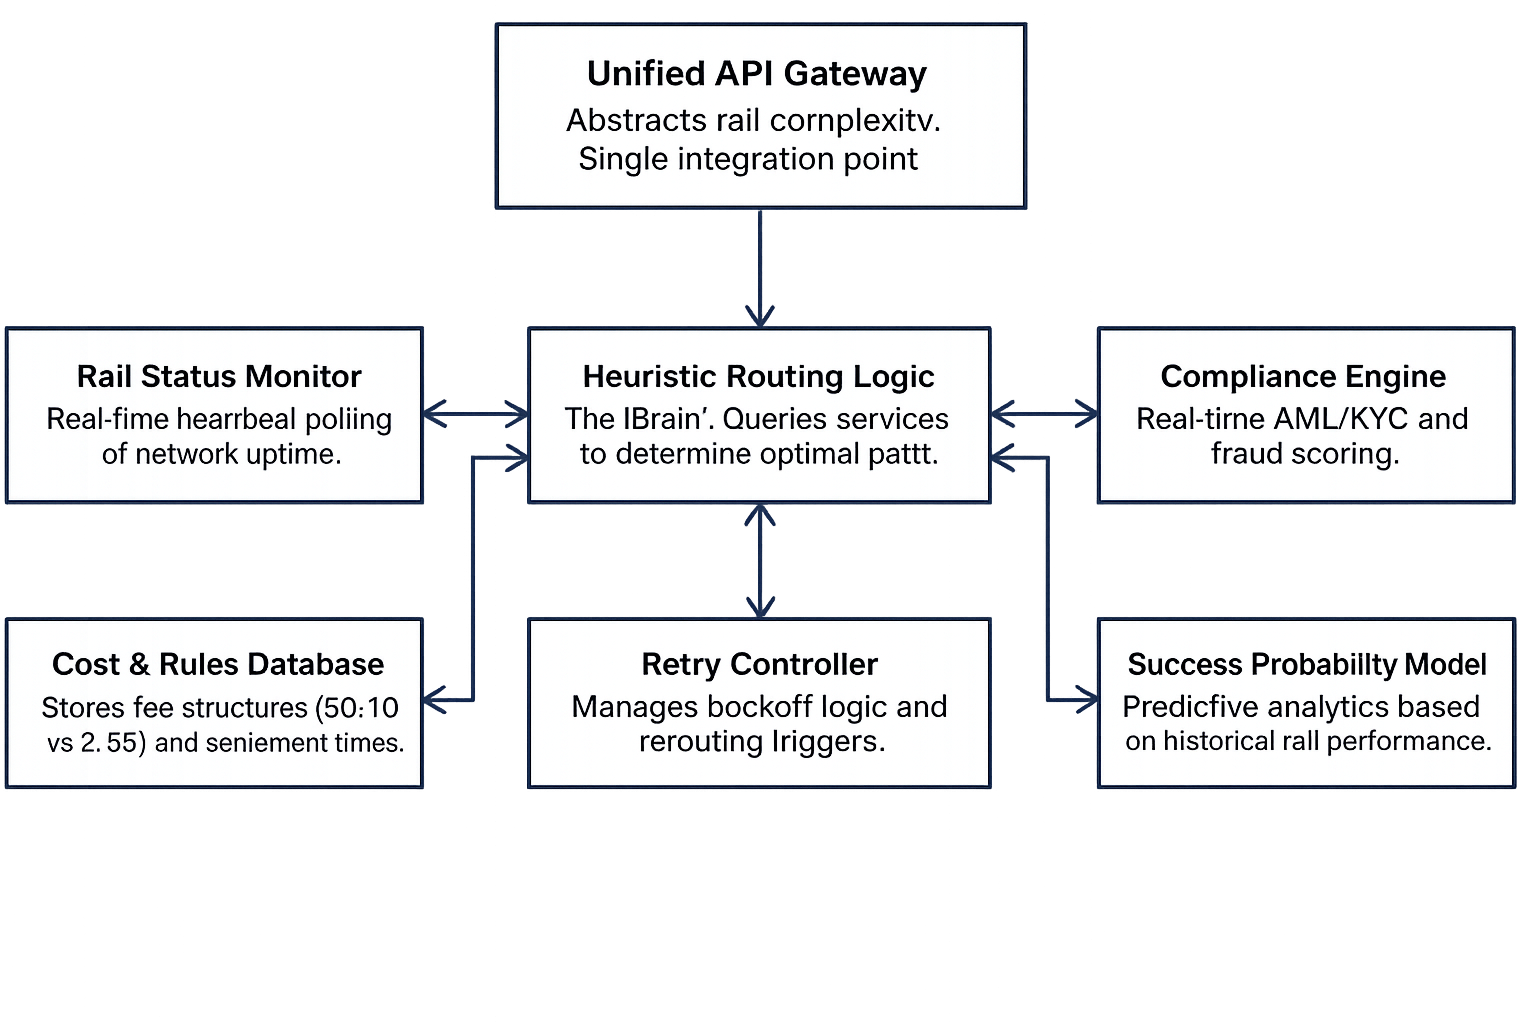 Unified API Gateway
Abstracts rail cornplexitv.
Single integration point
Rail Status Monitor
Real-fime hearrbeal poliing
of network uptime.
Heuristic Routing Logic
The IBrain’. Queries services
to determine optimal pattt.
Compliance Engine
Real-tirne AML/KYC and
fraud scoring.
Cost & Rules Database
Stores fee structures (50:10
vs 2.55) and seniement times.
Retry Controller
Manages bockoff logic and
rerouting Iriggers.
Success Probabillty Model
Predicfive analytics based
on historical rall performance.